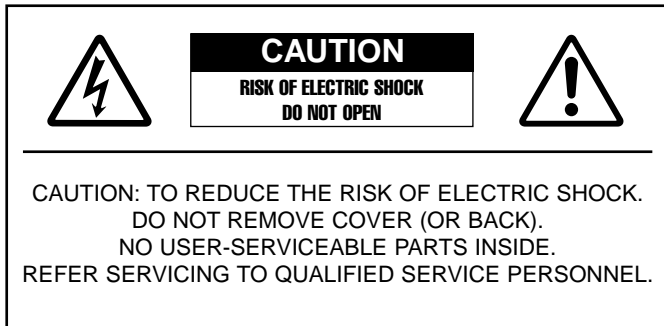 CAUTION
RISK OF ELECTRIC SHOCK
DO NOT OPEN
CAUTION: TO REDUCE THE RISK OF ELECTRIC SHOCK.
DO NOT REMOVE COVER (OR BACK).
NO USER-SERVICEABLE PARTS INSIDE.
REFER SERVICING TO QUALIFIED SERVICE PERSONNEL.